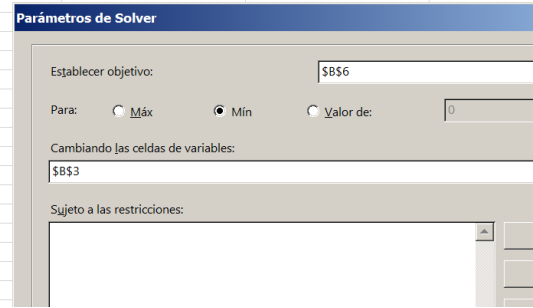 Parámetros de Solver
Establecer objetivo:
$B$6
Para:
Máx
Mín
Valor de:
0
Cambiando las celdas de variables:
$B$3
Sujeto a las restricciones: